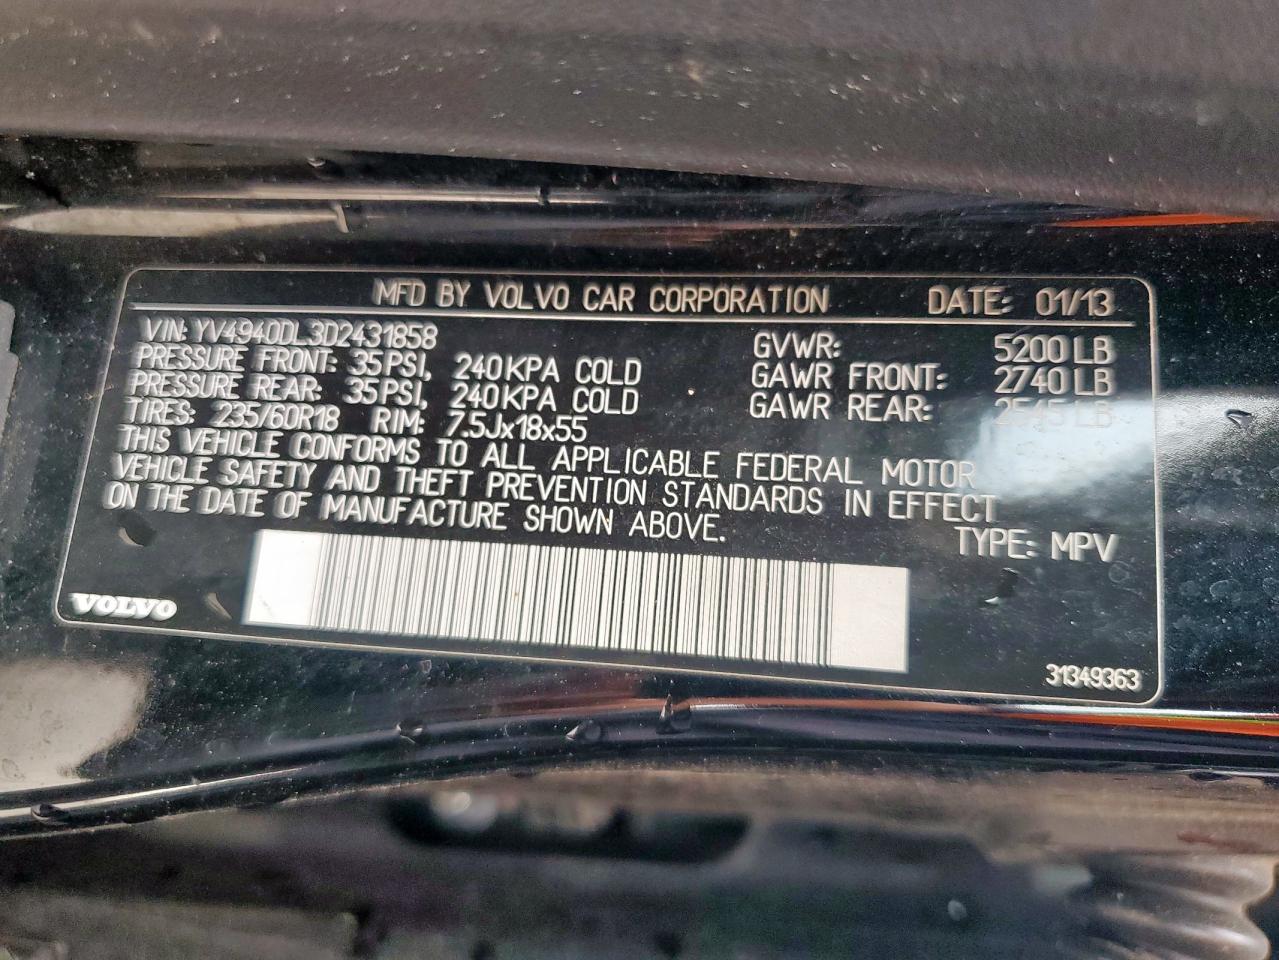 MFD BY VOLVO CAR CORPORATION DATE: 01/13
VIN: YV4940DL3D2431858 GVWR: 5200 LB
PRESSURE FRONT: 35 PSI, 240 KPA COLD GAWR FRONT: 2740 LB
PRESSURE REAR: 35 PSI, 240 KPA COLD GAWR REAR: 2545 LB
TIRES: 235/60R18 RIM: 7.5Jx18x55
THIS VEHICLE CONFORMS TO ALL APPLICABLE FEDERAL MOTOR
VEHICLE SAFETY AND THEFT PREVENTION STANDARDS IN EFFECT
ON THE DATE OF MANUFACTURE SHOWN ABOVE.
TYPE: MPV
VOLVO
31349363